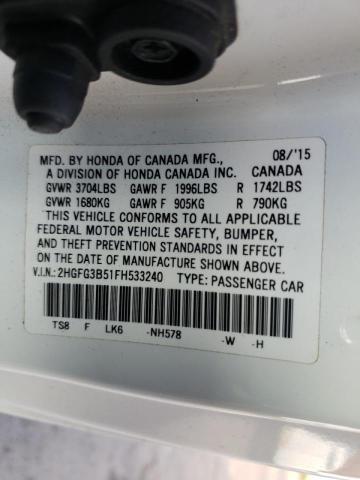 MFD. BY HONDA OF CANADA MFG., 08/'15
A DIVISION OF HONDA CANADA INC. CANADA
GVWR 3704LBS GAWR F 1996LBS R 1742LBS
GVWR 1680KG GAWR F 905KG R 790KG
THIS VEHICLE CONFORMS TO ALL APPLICABLE
FEDERAL MOTOR VEHICLE SAFETY, BUMPER,
AND THEFT PREVENTION STANDARDS IN EFFECT
ON THE DATE OF MANUFACTURE SHOWN ABOVE.
V.I.N.: 2HGFG3B51FH533240 TYPE: PASSENGER CAR
TS8 F LK6 -NH578 -W -H